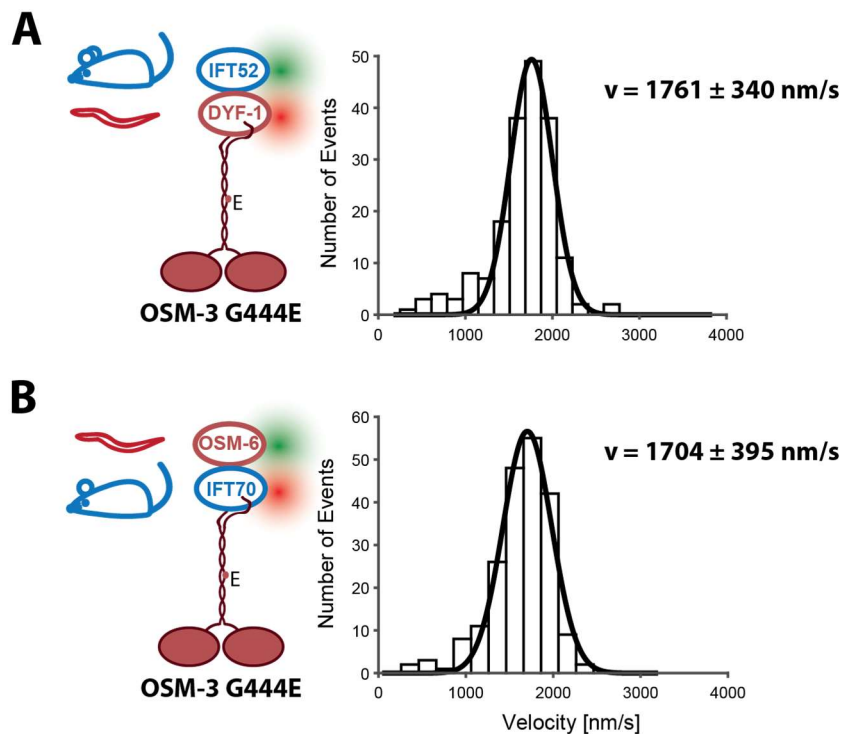 A
IFT52
DYF-1
E
OSM-3 G444E
Number of Events
50
40
30
20
10
0
0 1000 2000 3000 4000
v = 1761 ± 340 nm/s
B
OSM-6
IFT70
E
OSM-3 G444E
Number of Events
60
50
40
30
20
10
0
0 1000 2000 3000 4000
Velocity [nm/s]
v = 1704 ± 395 nm/s